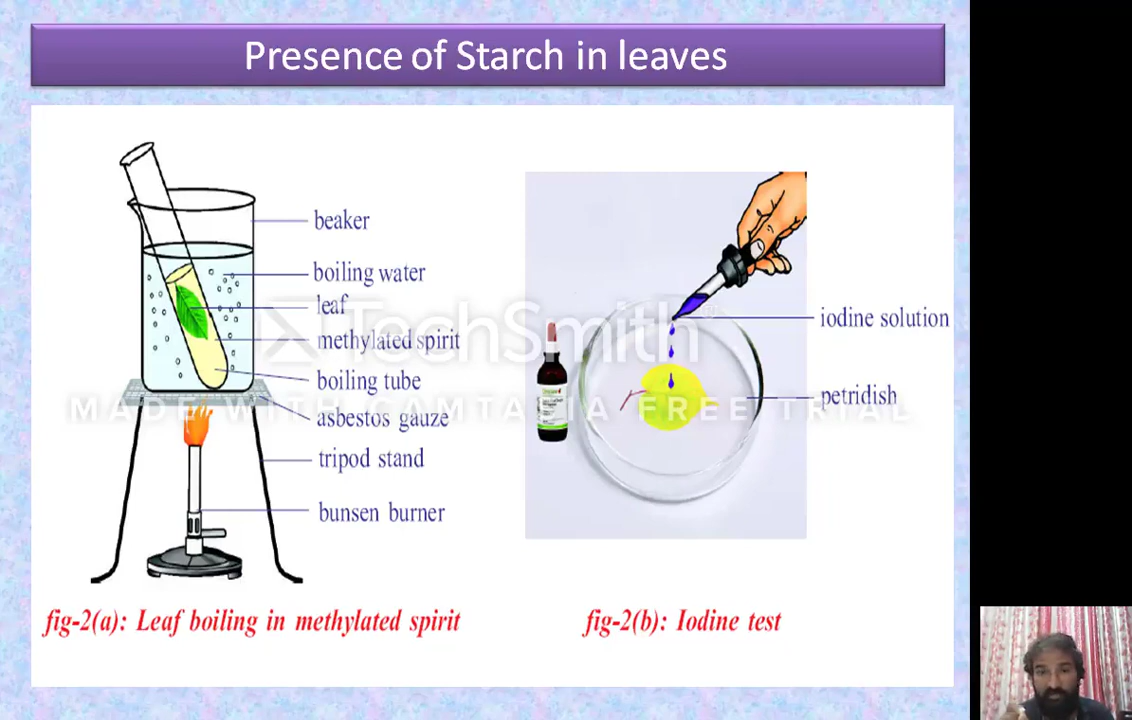 Presence of Starch in leaves
beaker
boiling water
leaf
methylated spirit
boiling tube
asbestos gauze
tripod stand
bunsen burner
iodine solution
petridish
TechSmith
MADE WITH CAMTASIA FREE TRIAL
fig-2(a): Leaf boiling in methylated spirit
fig-2(b): Iodine test